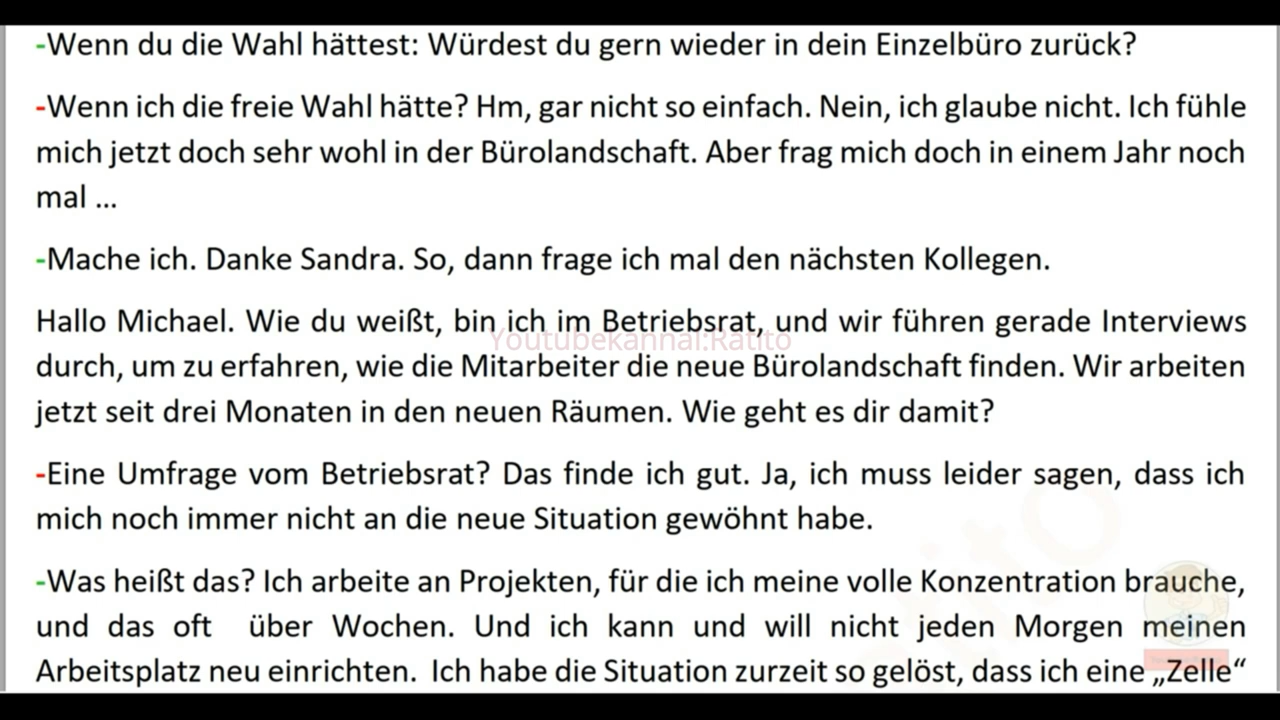 -Wenn du die Wahl hättest: Würdest du gern wieder in dein Einzelbüro zurück?
-Wenn ich die freie Wahl hätte? Hm, gar nicht so einfach. Nein, ich glaube nicht. Ich fühle
mich jetzt doch sehr wohl in der Bürolandschaft. Aber frag mich doch in einem Jahr noch
mal ...
-Mache ich. Danke Sandra. So, dann frage ich mal den nächsten Kollegen.
Hallo Michael. Wie du weißt, bin ich im Betriebsrat, und wir führen gerade Interviews
Youtubekannal:Ratito
durch, um zu erfahren, wie die Mitarbeiter die neue Bürolandschaft finden. Wir arbeiten
jetzt seit drei Monaten in den neuen Räumen. Wie geht es dir damit?
-Eine Umfrage vom Betriebsrat? Das finde ich gut. Ja, ich muss leider sagen, dass ich
mich noch immer nicht an die neue Situation gewöhnt habe.
-Was heißt das? Ich arbeite an Projekten, für die ich meine volle Konzentration brauche,
und das oft über Wochen. Und ich kann und will nicht jeden Morgen meinen
Arbeitsplatz neu einrichten. Ich habe die Situation zurzeit so gelöst, dass ich eine „Zelle“